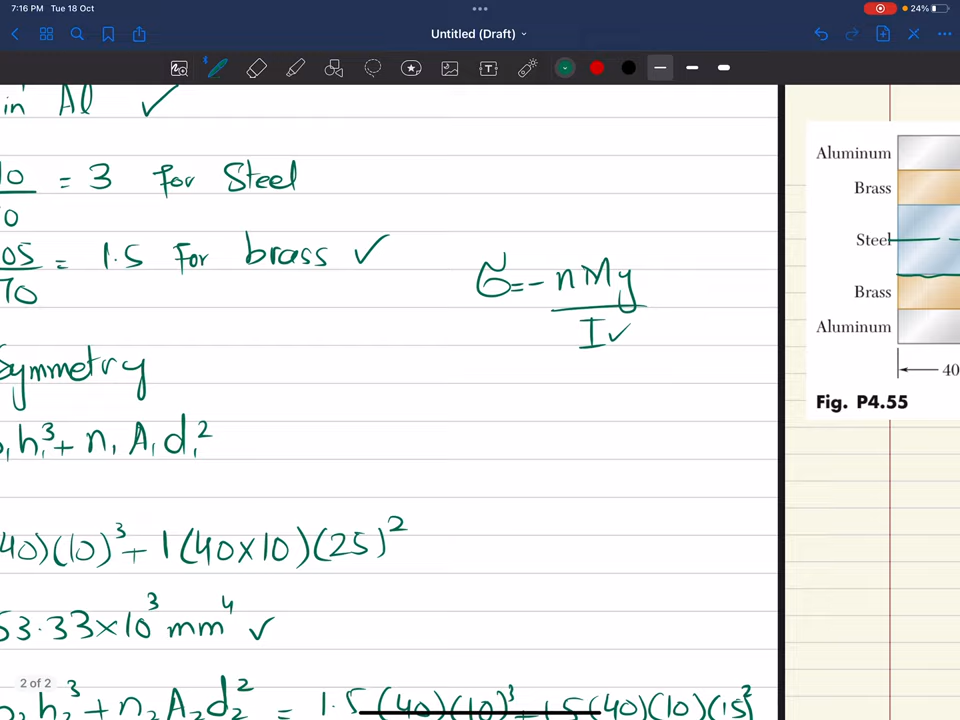 7:16 PM Tue 18 Oct
24%
Untitled (Draft)
in Al ✓
= 3 for Steel
= 1.5 for brass ✓
70
σ = - nMy
I ✓
Symmetry
h₁³ + n₁ A₁ d₁²
40)(10)³ + 1(40×10)(25)²
53.33×10³ mm⁴ ✓
2 of 2
h₂³ + n₂ A₂ d₂² = 1.5 (40)(10)³ + 1.5(40)(10)(15)²
Aluminum
Brass
Steel
Brass
Aluminum
40
Fig. P4.55